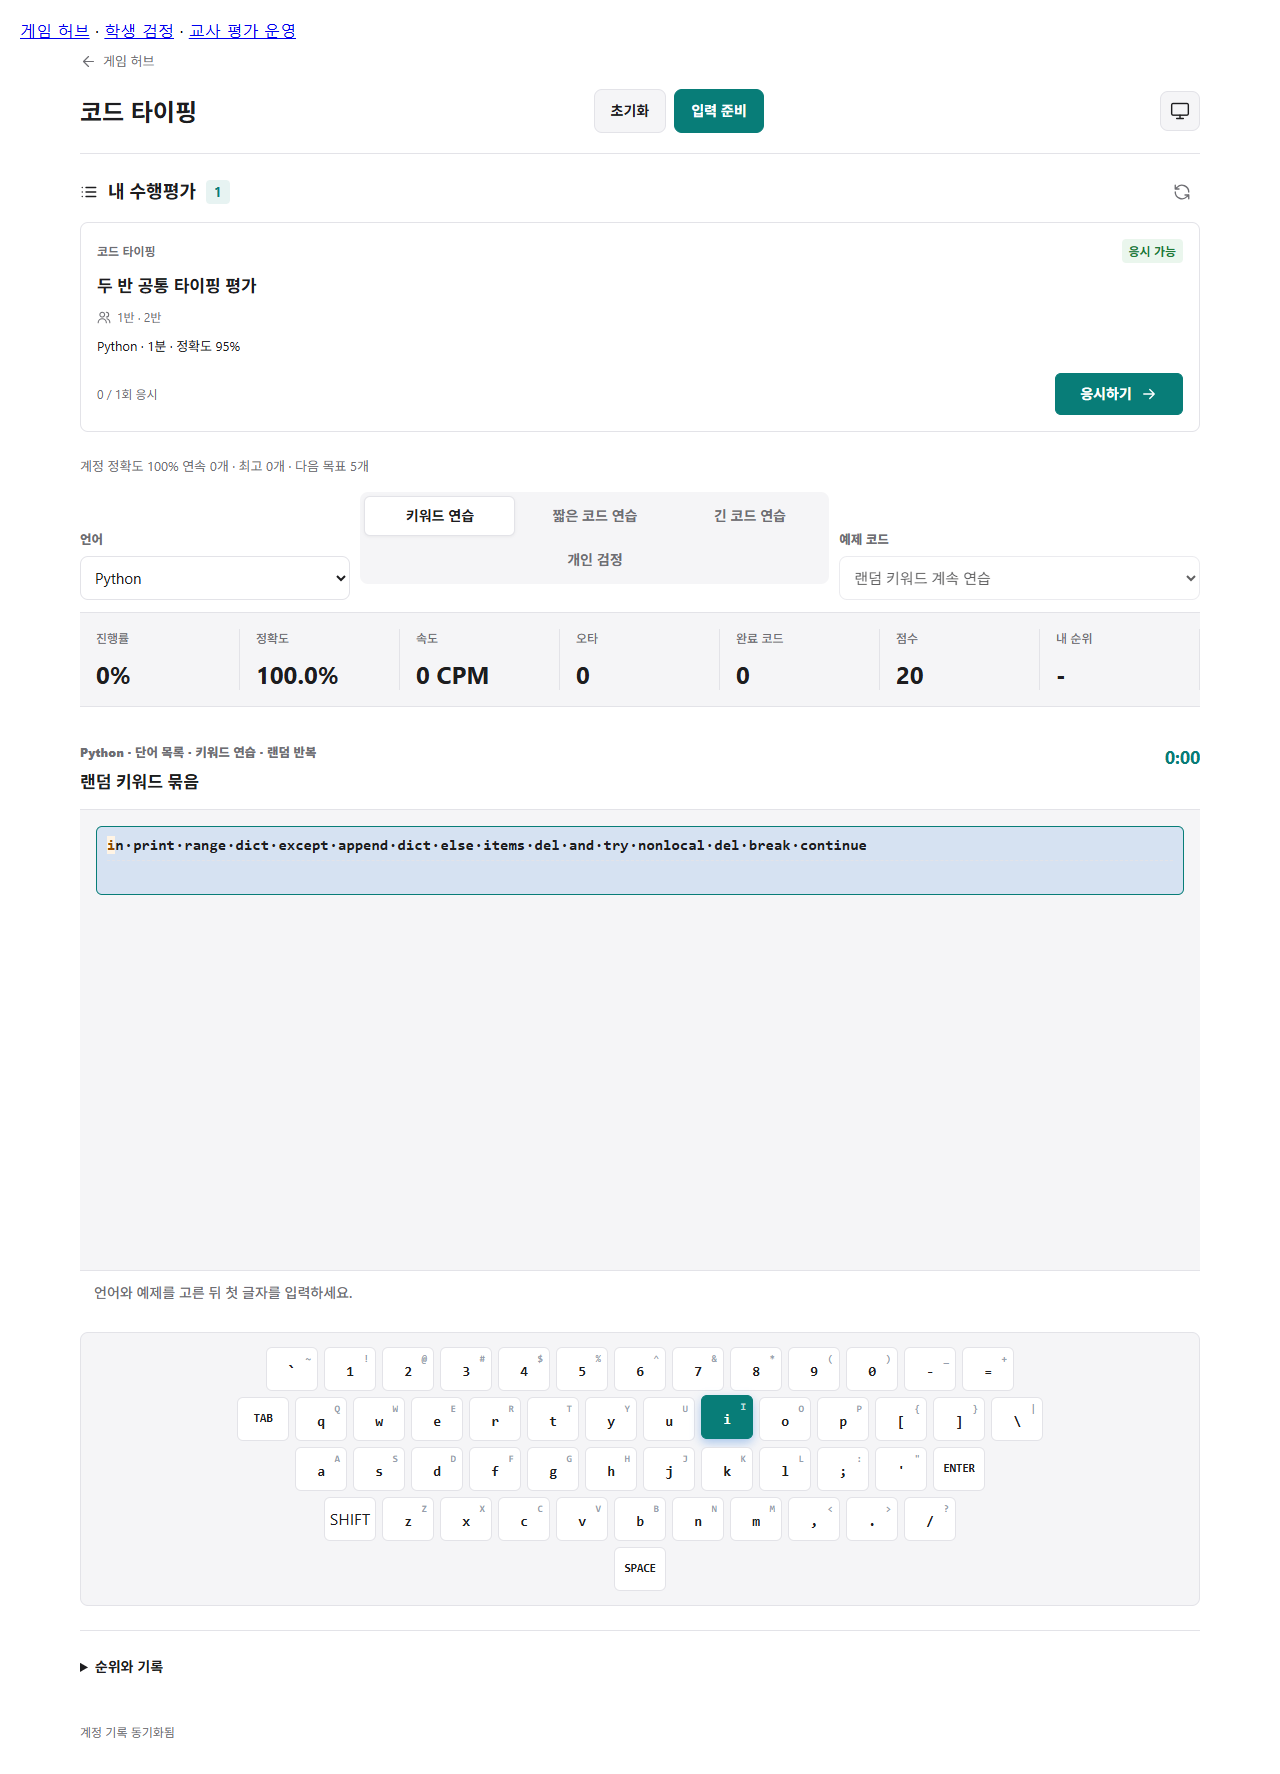 게임 허브 · 학생 검정 · 교사 평가 운영
← 게임 허브
코드 타이핑
초기화
입력 준비
내 수행평가 1
코드 타이핑
응시 가능
두 반 공통 타이핑 평가
1반 · 2반
Python · 1분 · 정확도 95%
0 / 1회 응시
응시하기 →
계정 정확도 100% 연속 0개 · 최고 0개 · 다음 목표 5개
언어
Python
키워드 연습
짧은 코드 연습
긴 코드 연습
개인 검정
예제 코드
랜덤 키워드 계속 연습
진행률
0%
정확도
100.0%
속도
0 CPM
오타
0
완료 코드
0
점수
20
내 순위
-
Python · 단어 목록 · 키워드 연습 · 랜덤 반복
랜덤 키워드 묶음
0:00
in·print·range·dict·except·append·dict·else·items·del·and·try·nonlocal·del·break·continue
언어와 예제를 고른 뒤 첫 글자를 입력하세요.
` ~ 1 ! 2 @ 3 # 4 $ 5 % 6 ^ 7 & 8 * 9 ( 0 ) - _ = +
TAB q Q w W e E r R t T y Y u U i I o O p P [ { ] } \ |
a A s S d D f F g G h H j J k K l L ; : ' " ENTER
SHIFT z Z x X c C v V b B n N m M , < . > / ?
SPACE
▶ 순위와 기록
계정 기록 동기화됨